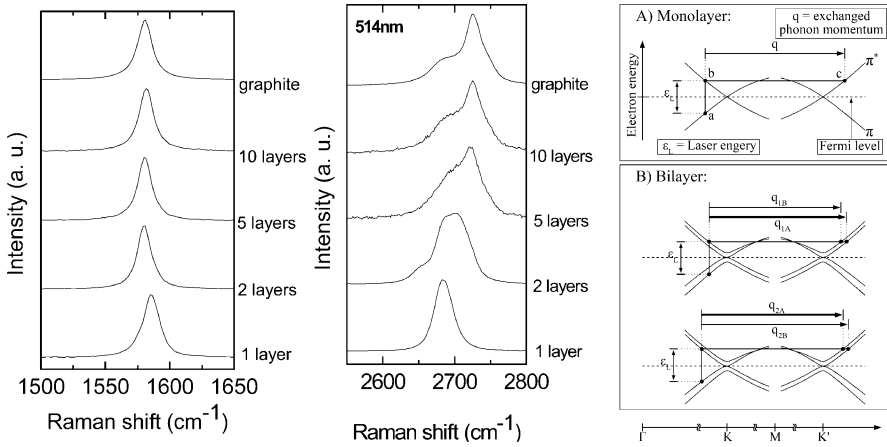 Intensity (a. u.)
graphite
10 layers
5 layers
2 layers
1 layer
1500
1550
1600
1650
Raman shift (cm-1)
Intensity (a. u.)
514nm
graphite
10 layers
5 layers
2 layers
1 layer
2600
2700
2800
Raman shift (cm-1)
A) Monolayer:
q = exchanged
phonon momentum
Electron energy
q
π*
b
c
εL
a
π
εL = Laser engery
Fermi level
B) Bilayer:
q1B
q1A
εL
q2A
q2B
εL
Γ
K
M
K'